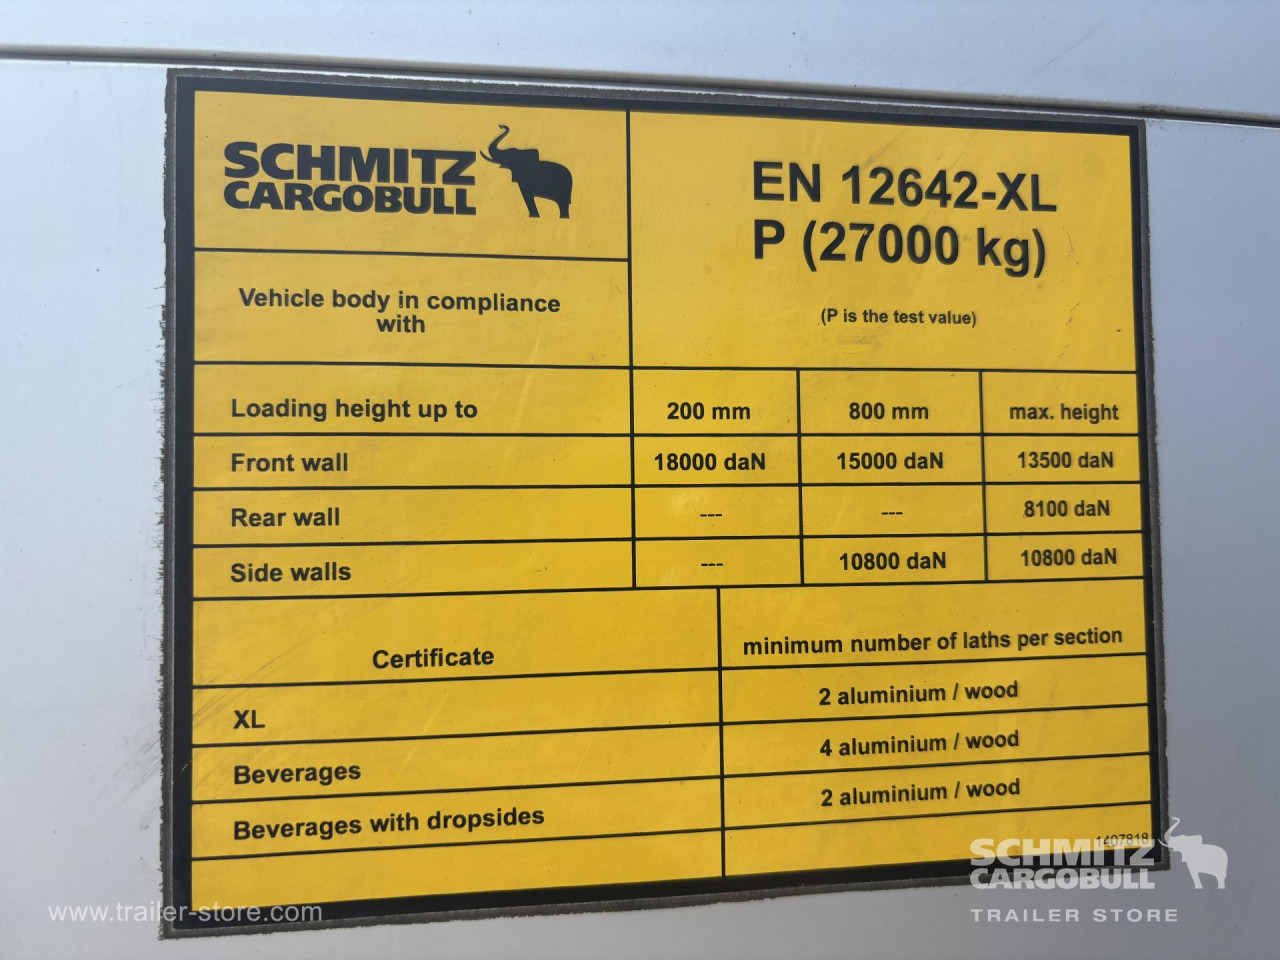 SCHMITZ
CARGOBULL
EN 12642-XL
P (27000 kg)
(P is the test value)
Vehicle body in compliance
with
Loading height up to 200 mm 800 mm max. height
Front wall 18000 daN 15000 daN 13500 daN
Rear wall --- --- 8100 daN
Side walls --- 10800 daN 10800 daN
Certificate minimum number of laths per section
XL 2 aluminium / wood
Beverages 4 aluminium / wood
Beverages with dropsides 2 aluminium / wood
1407818
www.trailer-store.com
SCHMITZ
CARGOBULL
TRAILER STORE